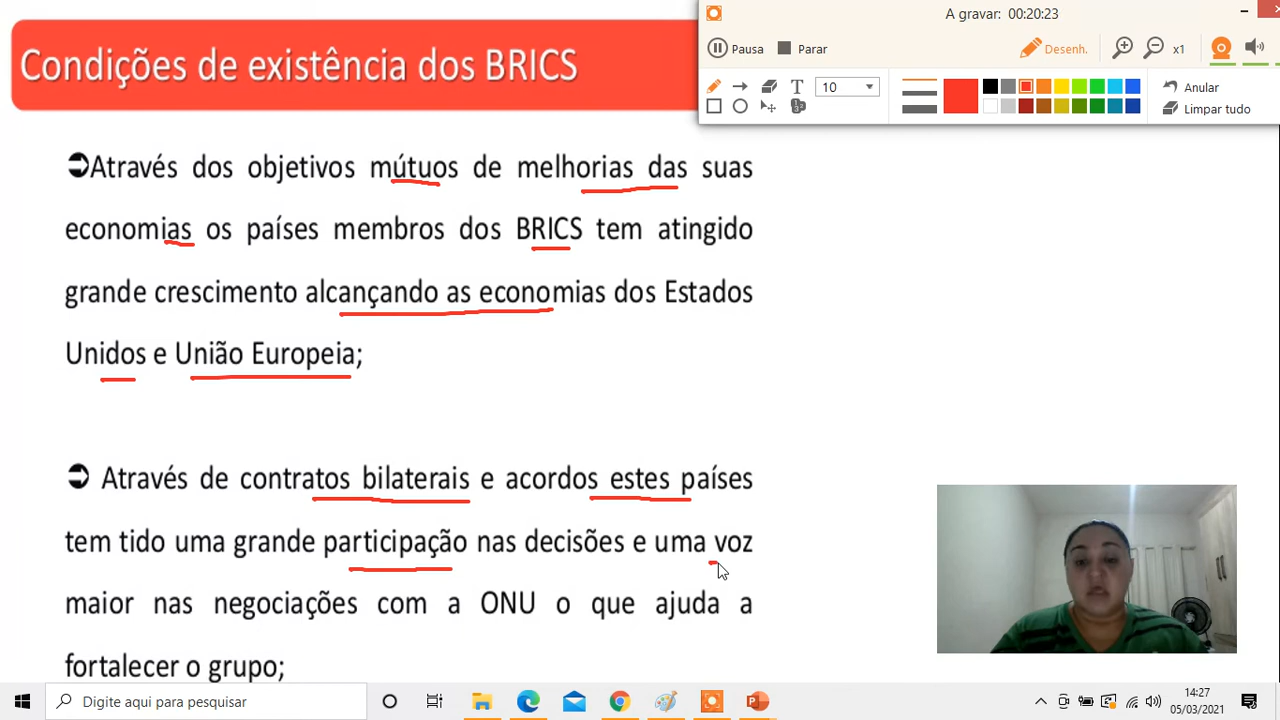 Condições de existência dos BRICS
A gravar: 00:20:23
Pausa
Parar
Desenh.
x1
T
10
Anular
Limpar tudo
Através dos objetivos mútuos de melhorias das suas
economias os países membros dos BRICS tem atingido
grande crescimento alcançando as economias dos Estados
Unidos e União Europeia;
Através de contratos bilaterais e acordos estes países
tem tido uma grande participação nas decisões e uma voz
maior nas negociações com a ONU o que ajuda a
fortalecer o grupo;
Digite aqui para pesquisar
14:27
05/03/2021